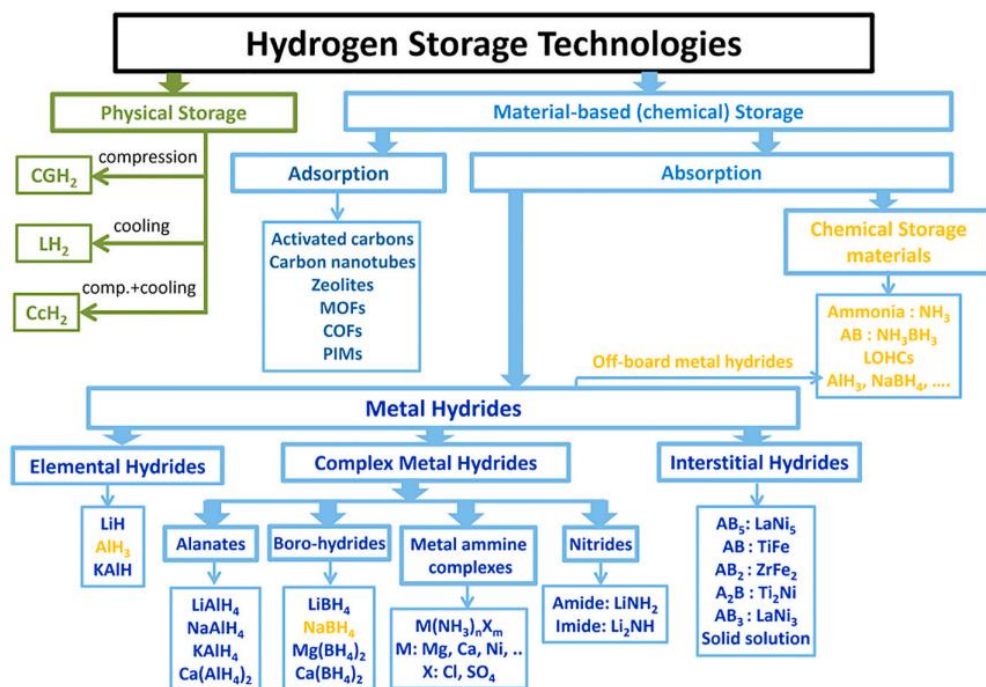 Hydrogen Storage Technologies
Physical Storage
compression
CGH₂
cooling
LH₂
comp.+cooling
CcH₂
Material-based (chemical) Storage
Adsorption
Activated carbons
Carbon nanotubes
Zeolites
MOFs
COFs
PIMs
Absorption
Chemical Storage
materials
Ammonia : NH₃
AB : NH₃BH₃
LOHCs
AlH₃, NaBH₄, ....
Off-board metal hydrides
Metal Hydrides
Elemental Hydrides
LiH
AlH₃
KAlH
Complex Metal Hydrides
Alanates
LiAlH₄
NaAlH₄
KAlH₄
Ca(AlH₄)₂
Boro-hydrides
LiBH₄
NaBH₄
Mg(BH₄)₂
Ca(BH₄)₂
Metal ammine
complexes
M(NH₃)ₙXₘ
M: Mg, Ca, Ni, ..
X: Cl, SO₄
Nitrides
Amide: LiNH₂
Imide: Li₂NH
Interstitial Hydrides
AB₅: LaNi₅
AB : TiFe
AB₂ : ZrFe₂
A₂B : Ti₂Ni
AB₃ : LaNi₃
Solid solution